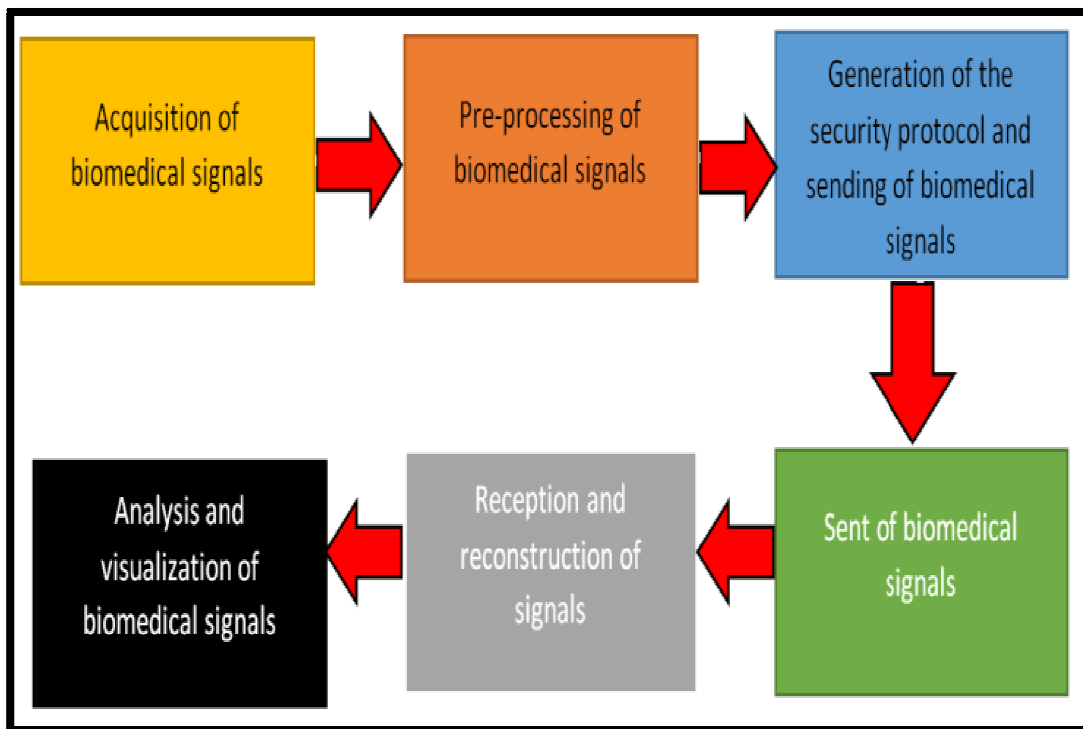 Acquisition of
biomedical signals
Pre-processing of
biomedical signals
Generation of the
security protocol and
sending of biomedical
signals
Sent of biomedical
signals
Reception and
reconstruction of
signals
Analysis and
visualization of
biomedical signals